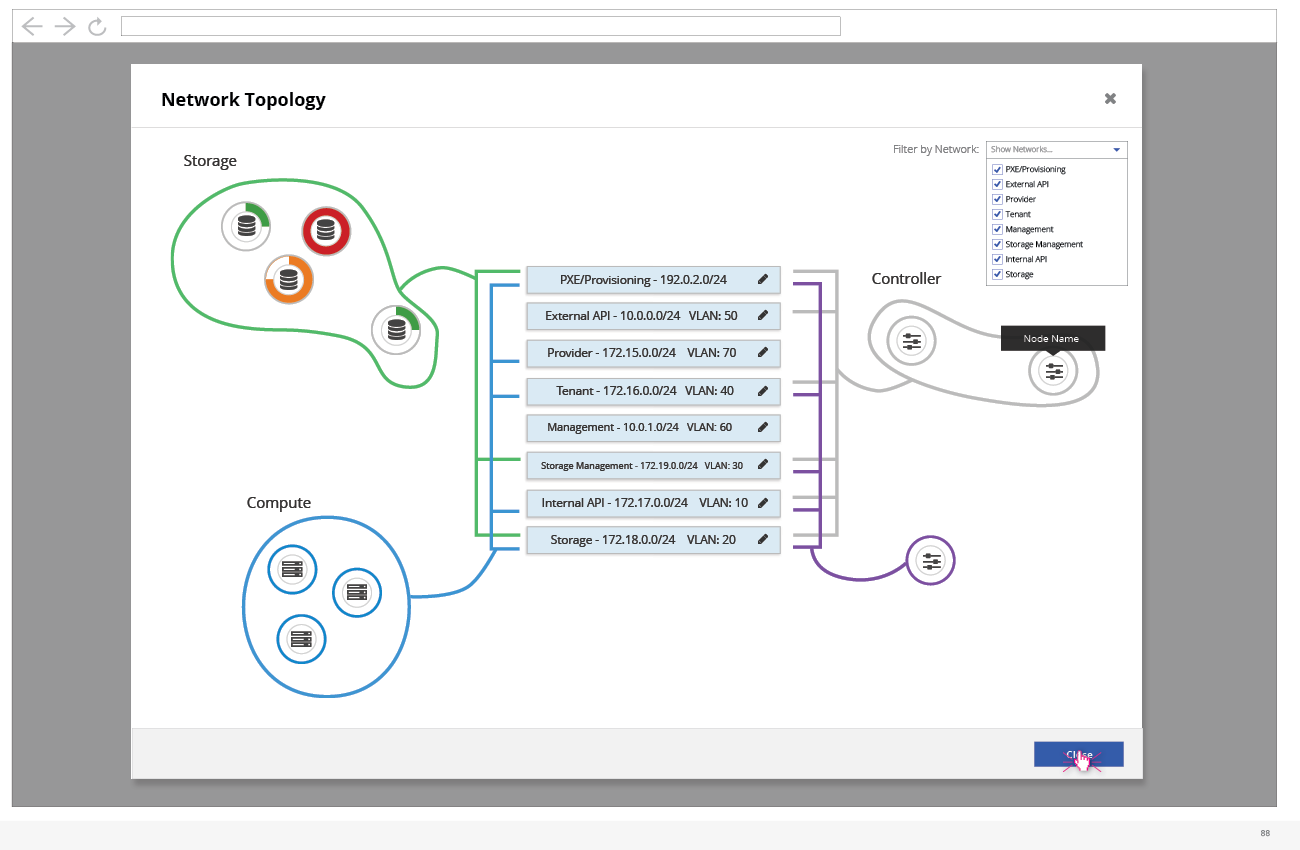 Network Topology
Storage
Filter by Network:
Show Networks...
PXE/Provisioning
External API
Provider
Tenant
Management
Storage Management
Internal API
Storage
PXE/Provisioning - 192.0.2.0/24
External API - 10.0.0.0/24 VLAN: 50
Provider - 172.15.0.0/24 VLAN: 70
Tenant - 172.16.0.0/24 VLAN: 40
Management - 10.0.1.0/24 VLAN: 60
Storage Management - 172.19.0.0/24 VLAN: 30
Internal API - 172.17.0.0/24 VLAN: 10
Storage - 172.18.0.0/24 VLAN: 20
Controller
Node Name
Compute
Close
88